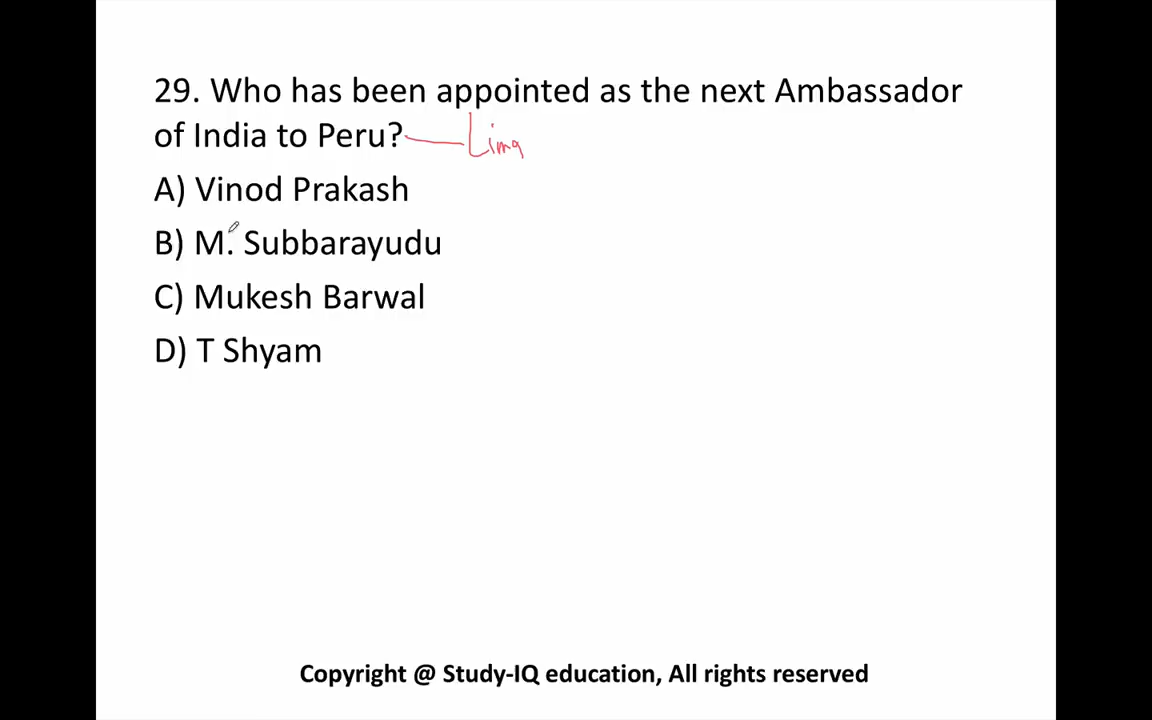 29. Who has been appointed as the next Ambassador
of India to Peru? Lima
A) Vinod Prakash
B) M. Subbarayudu
C) Mukesh Barwal
D) T Shyam
Copyright @ Study-IQ education, All rights reserved